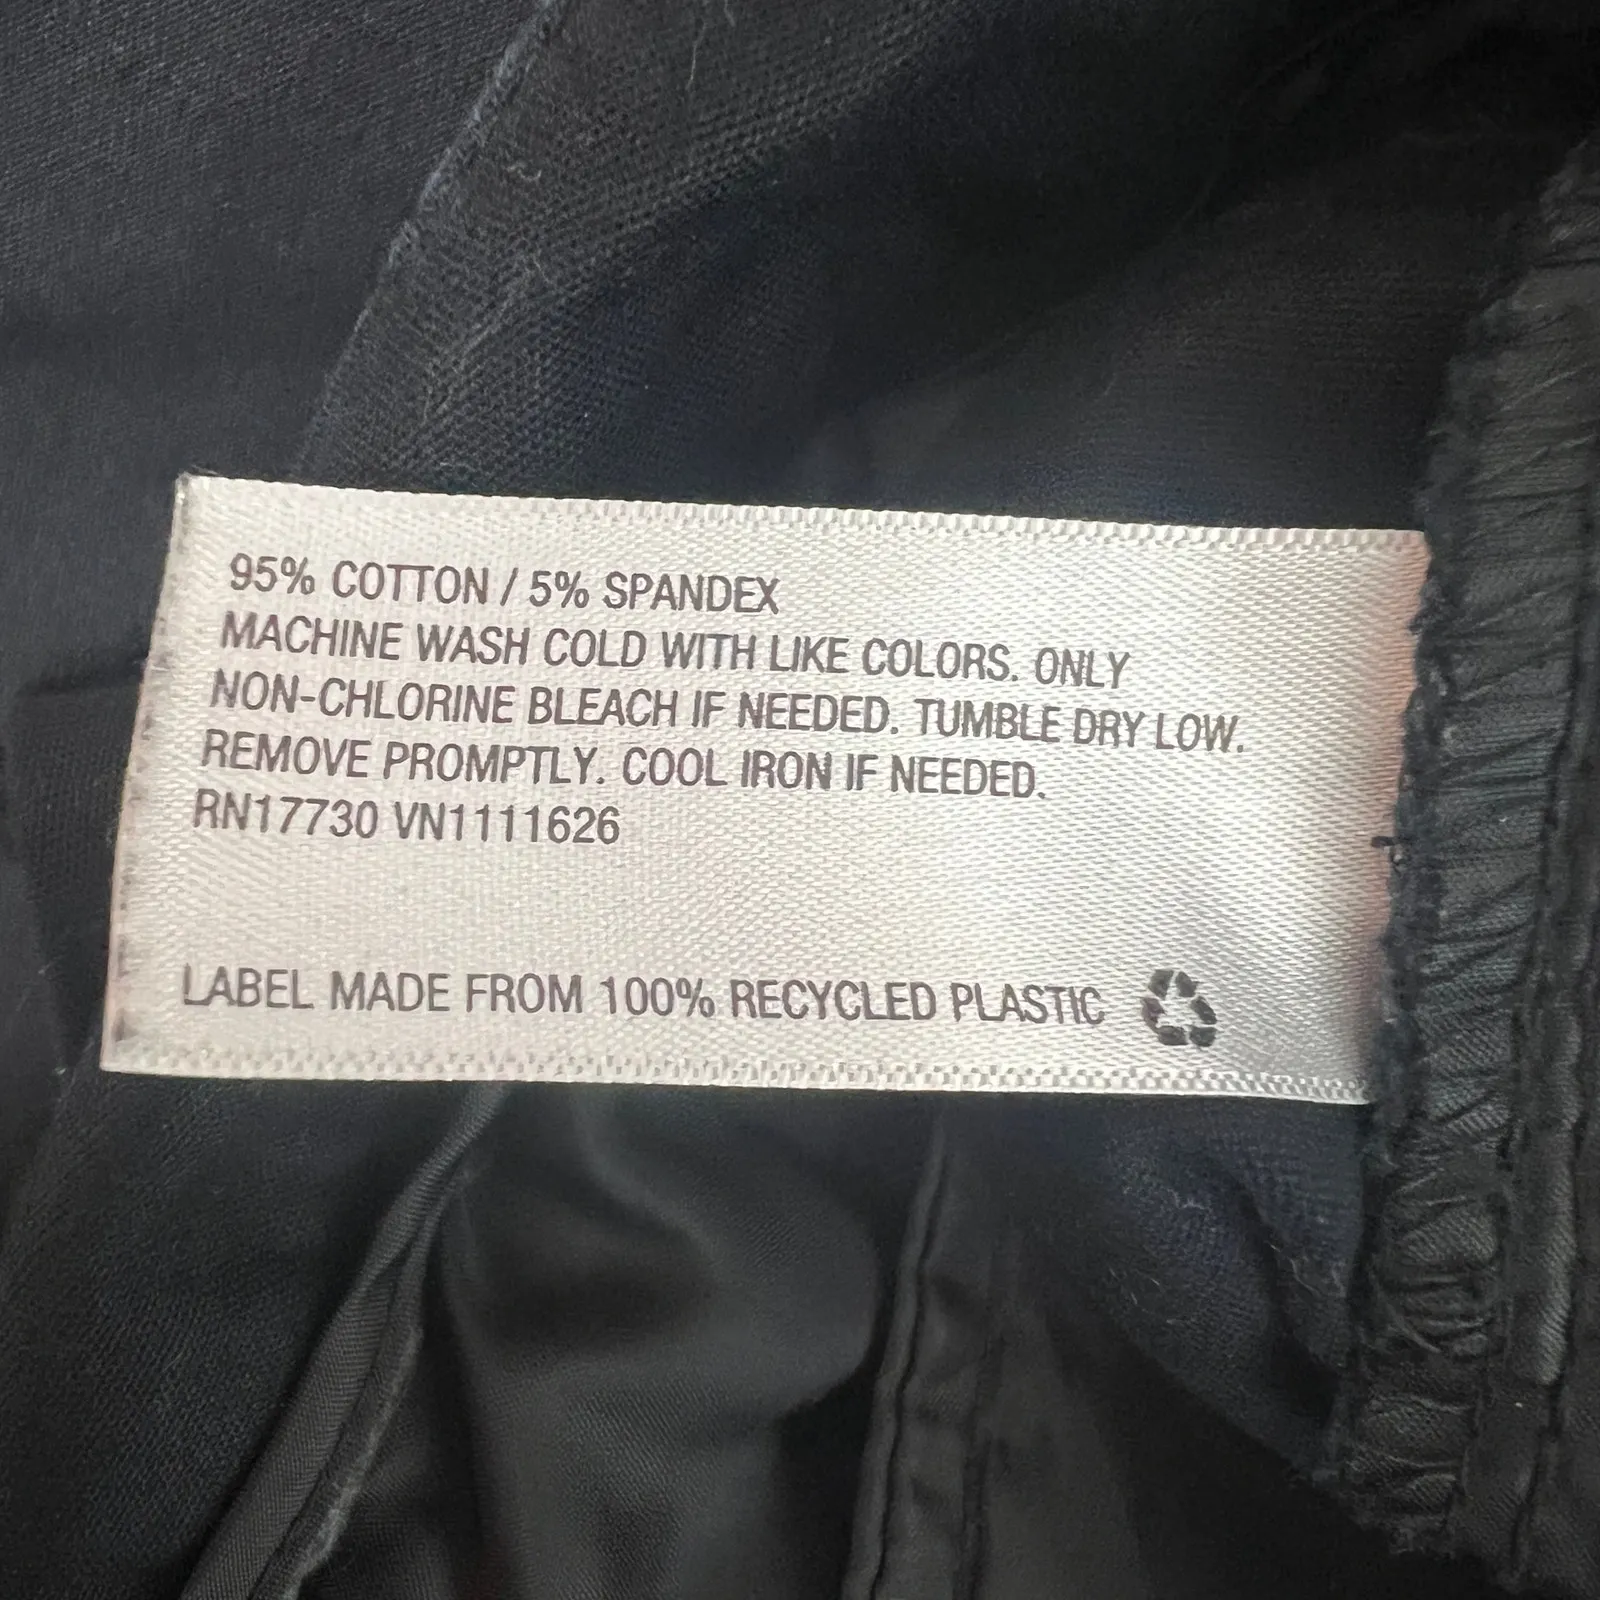 95% COTTON / 5% SPANDEX
MACHINE WASH COLD WITH LIKE COLORS. ONLY
NON-CHLORINE BLEACH IF NEEDED. TUMBLE DRY LOW.
REMOVE PROMPTLY. COOL IRON IF NEEDED.
RN17730 VN1111626
LABEL MADE FROM 100% RECYCLED PLASTIC